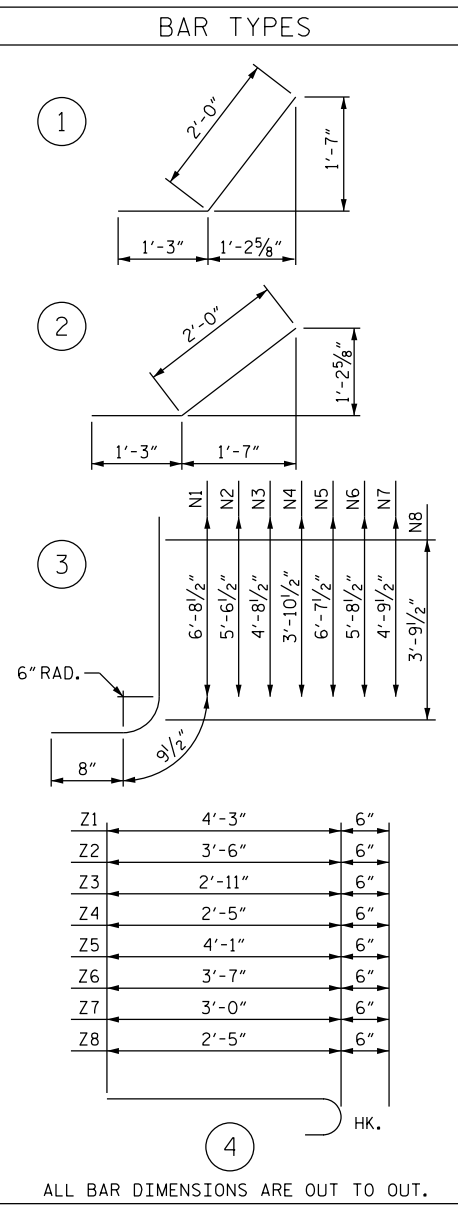 BAR TYPES
1
2'-0"
1'-7"
1'-3" 1'-2⅝"
2
2'-0"
1'-2⅝"
1'-3" 1'-7"
3
N1 N2 N3 N4 N5 N6 N7 N8
6'-8½" 5'-6½" 4'-8½" 3'-10½" 6'-7½" 5'-8½" 4'-9½" 3'-9½"
6" RAD.
8"
9½"
Z1 4'-3" 6"
Z2 3'-6" 6"
Z3 2'-11" 6"
Z4 2'-5" 6"
Z5 4'-1" 6"
Z6 3'-7" 6"
Z7 3'-0" 6"
Z8 2'-5" 6"
HK.
4
ALL BAR DIMENSIONS ARE OUT TO OUT.